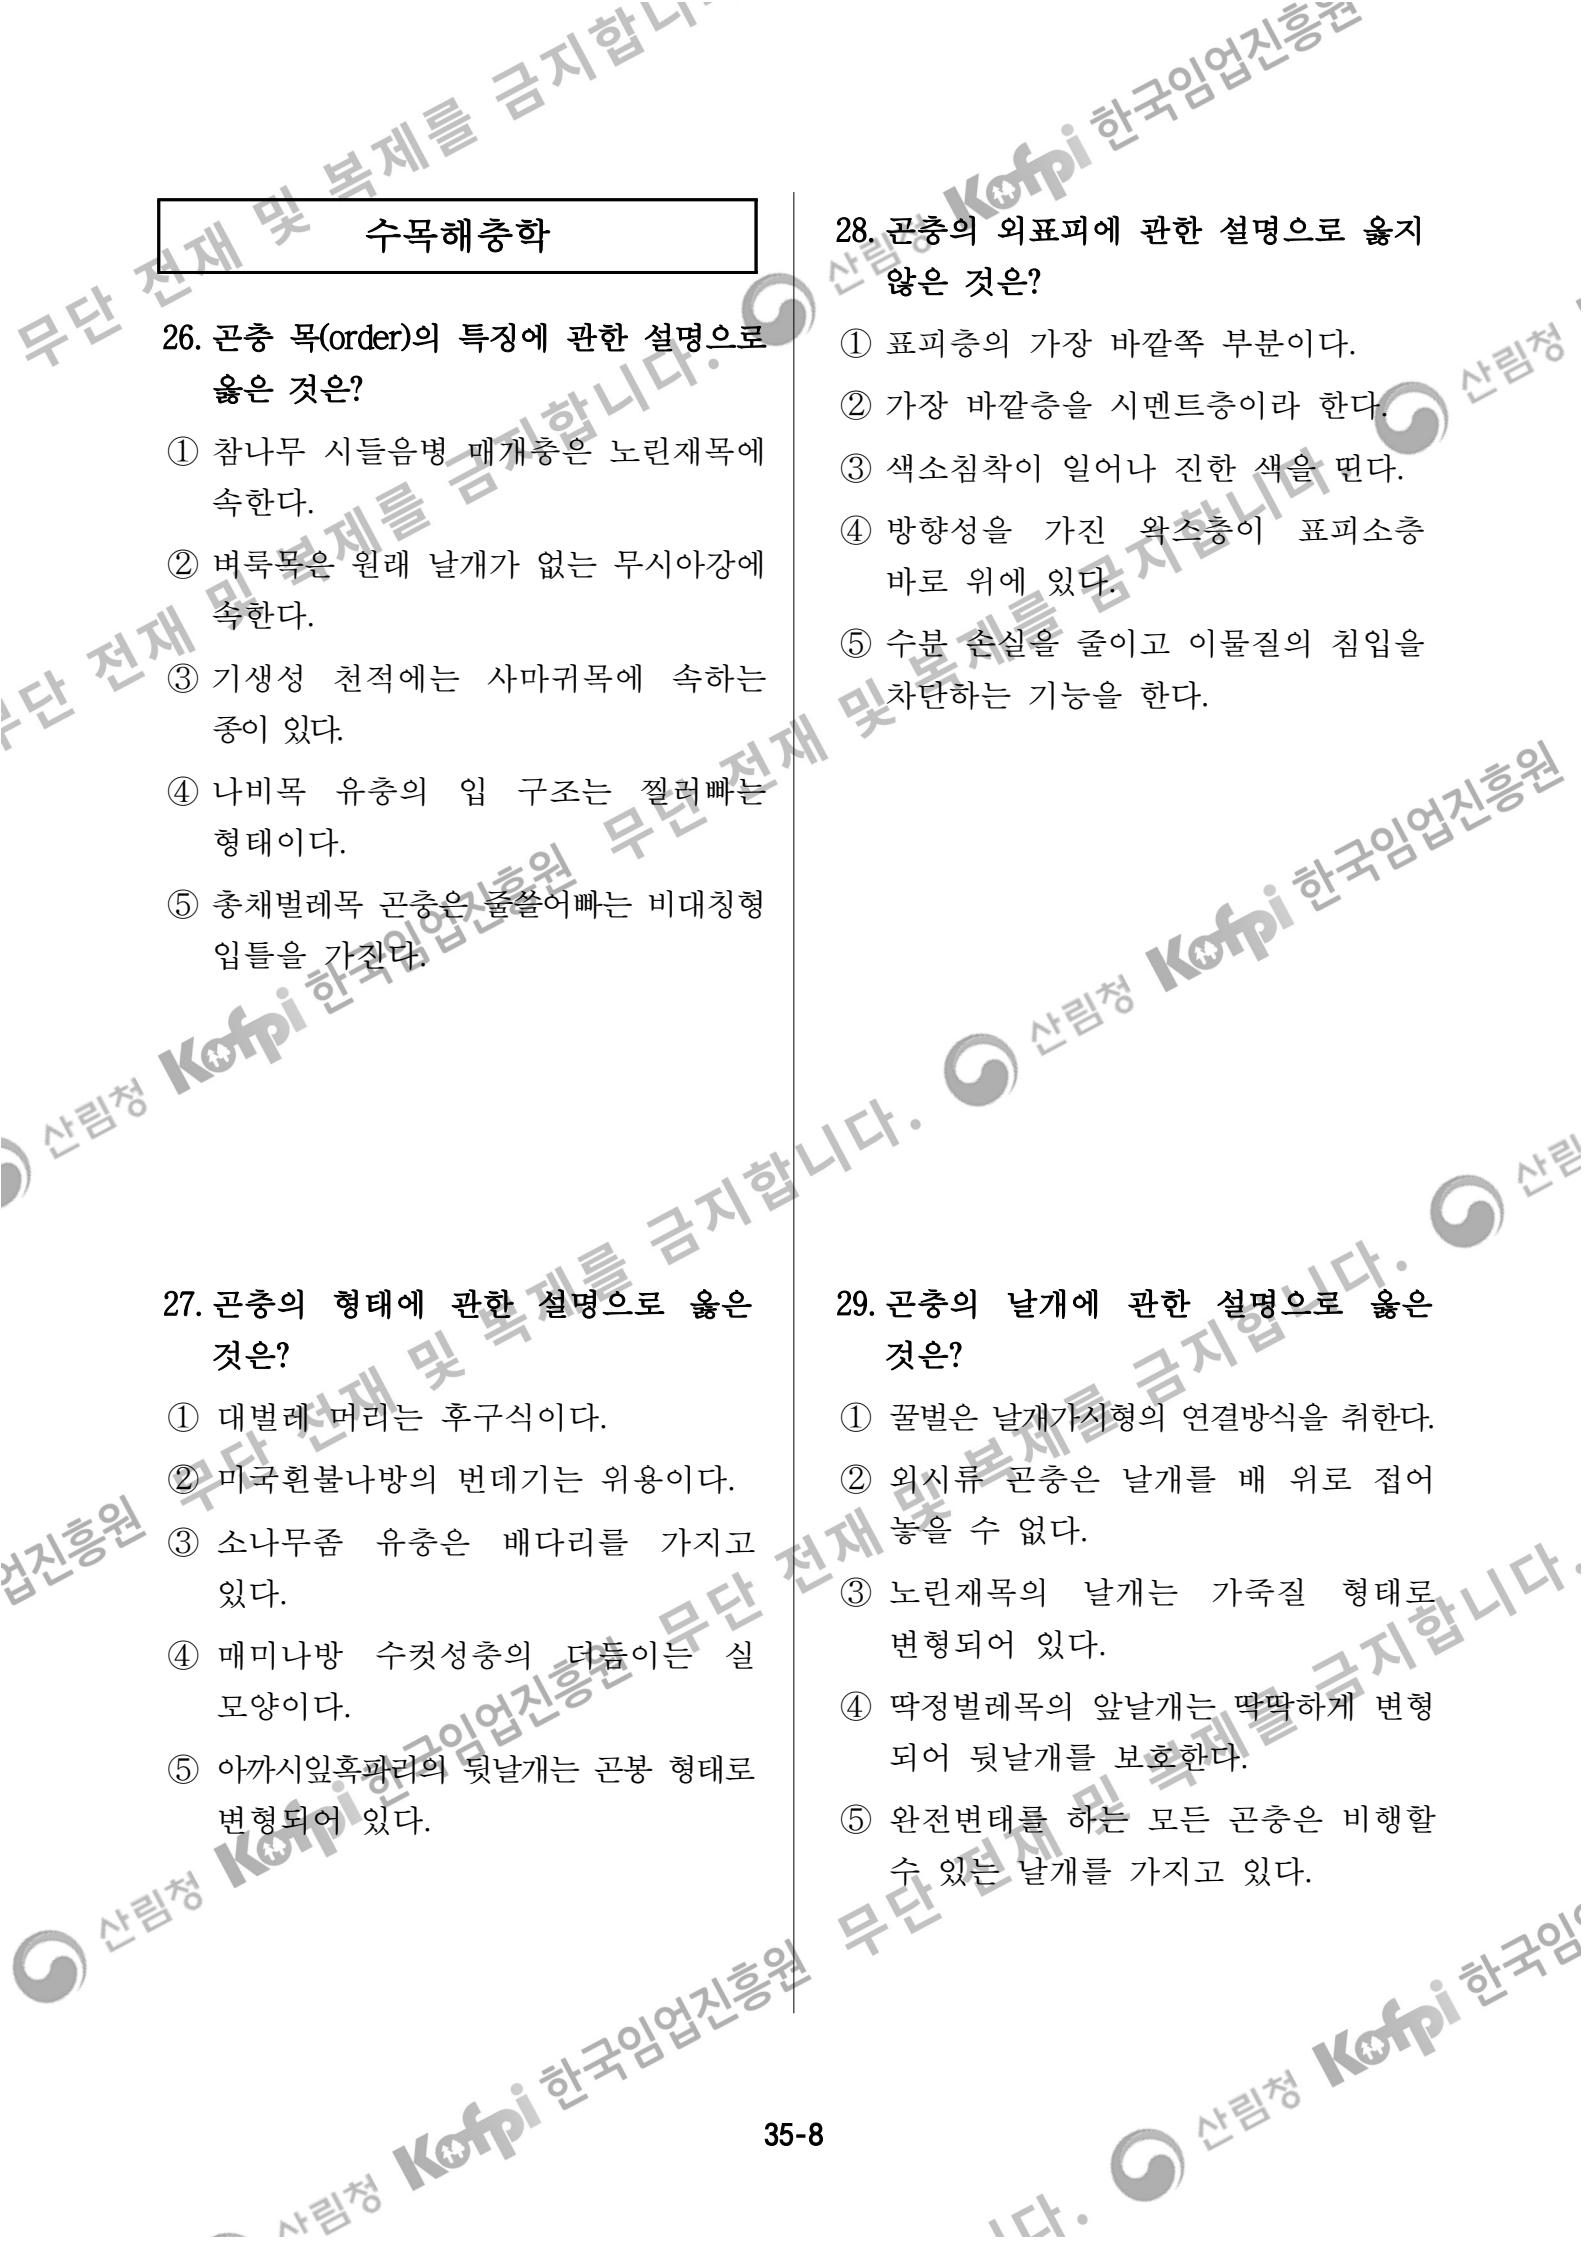 수목해충학
26. 곤충 목(order)의 특징에 관한 설명으로
옳은 것은?
① 참나무 시들음병 매개충은 노린재목에
속한다.
② 벼룩목은 원래 날개가 없는 무시아강에
속한다.
③ 기생성 천적에는 사마귀목에 속하는
종이 있다.
④ 나비목 유충의 입 구조는 찔러빠는
형태이다.
⑤ 총채벌레목 곤충은 줄쓸어빠는 비대칭형
입틀을 가진다.
27. 곤충의 형태에 관한 설명으로 옳은
것은?
① 대벌레 머리는 후구식이다.
② 미국흰불나방의 번데기는 위용이다.
③ 소나무좀 유충은 배다리를 가지고
있다.
④ 매미나방 수컷성충의 더듬이는 실
모양이다.
⑤ 아까시잎혹파리의 뒷날개는 곤봉 형태로
변형되어 있다.
28. 곤충의 외표피에 관한 설명으로 옳지
않은 것은?
① 표피층의 가장 바깥쪽 부분이다.
② 가장 바깥층을 시멘트층이라 한다.
③ 색소침착이 일어나 진한 색을 띤다.
④ 방향성을 가진 왁스층이 표피소층
바로 위에 있다.
⑤ 수분 손실을 줄이고 이물질의 침입을
차단하는 기능을 한다.
29. 곤충의 날개에 관한 설명으로 옳은
것은?
① 꿀벌은 날개가시형의 연결방식을 취한다.
② 외시류 곤충은 날개를 배 위로 접어
놓을 수 없다.
③ 노린재목의 날개는 가죽질 형태로
변형되어 있다.
④ 딱정벌레목의 앞날개는 딱딱하게 변형
되어 뒷날개를 보호한다.
⑤ 완전변태를 하는 모든 곤충은 비행할
수 있는 날개를 가지고 있다.
35-8
무단 전재 및 복제를 금지합니다.
산림청 Kofpi 한국임업진흥원